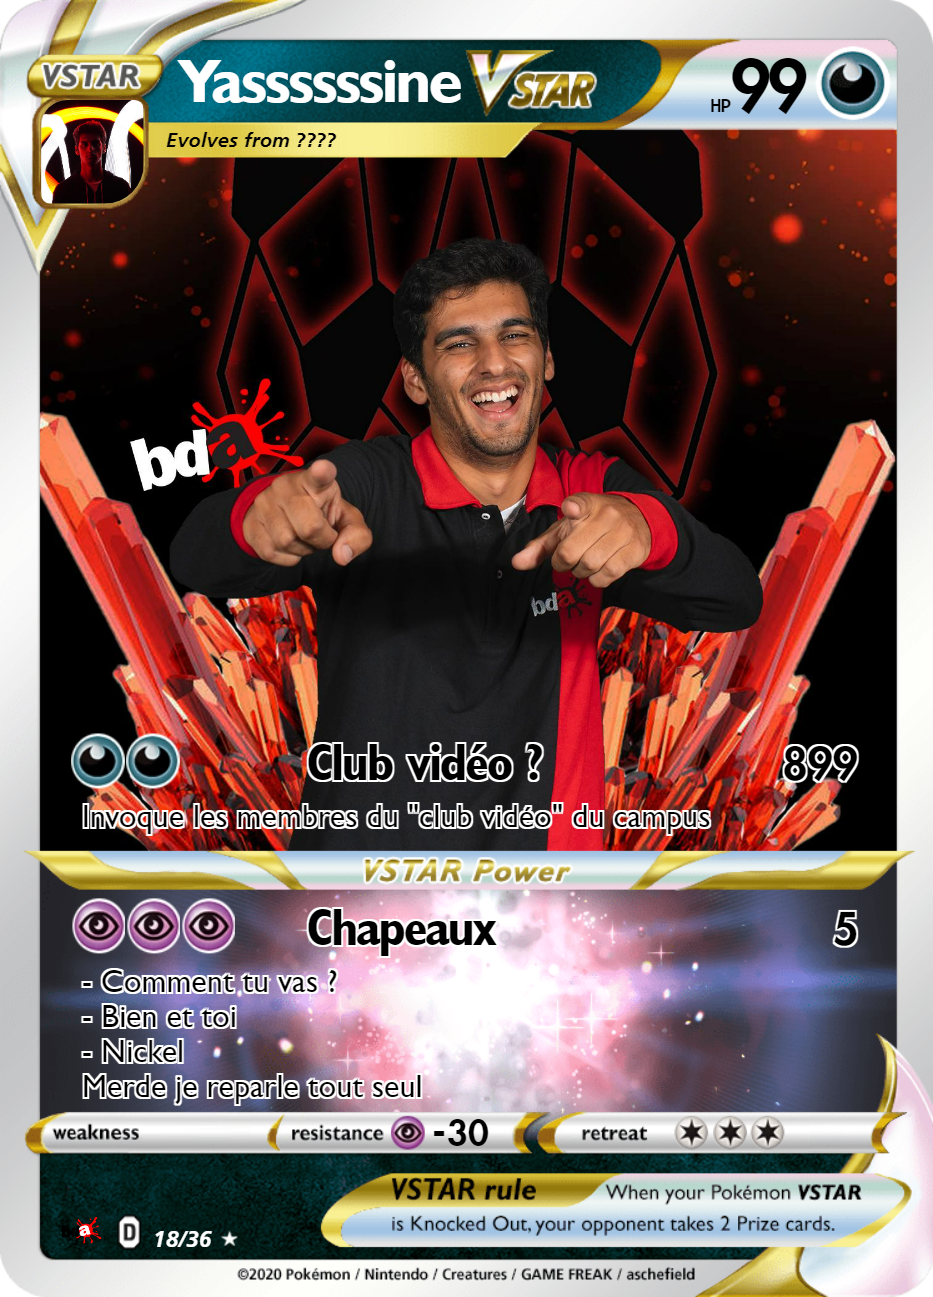 VSTAR
Yassssssine VSTAR
HP 99
Evolves from ????
bda
bda
Club vidéo ? 899
Invoque les membres du "club vidéo" du campus
VSTAR Power
Chapeaux 5
- Comment tu vas ?
- Bien et toi
- Nickel
Merde je reparle tout seul
weakness resistance -30 retreat
VSTAR rule When your Pokémon VSTAR
is Knocked Out, your opponent takes 2 Prize cards.
a D 18/36
©2020 Pokémon / Nintendo / Creatures / GAME FREAK / aschefield